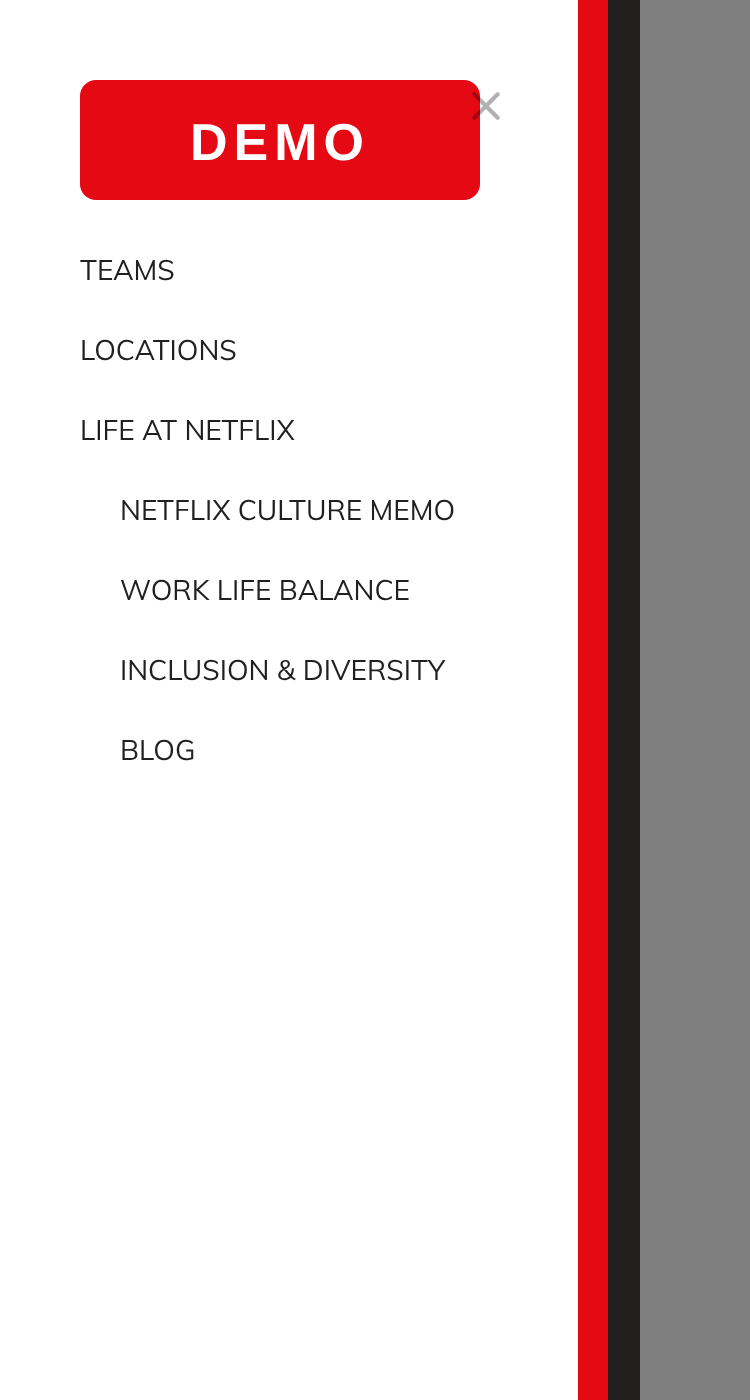 DEMO
TEAMS
LOCATIONS
LIFE AT NETFLIX
NETFLIX CULTURE MEMO
WORK LIFE BALANCE
INCLUSION & DIVERSITY
BLOG